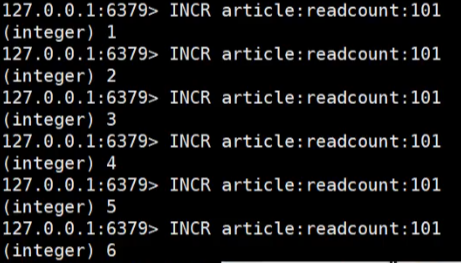 127.0.0.1:6379> INCR article:readcount:101
(integer) 1
127.0.0.1:6379> INCR article:readcount:101
(integer) 2
127.0.0.1:6379> INCR article:readcount:101
(integer) 3
127.0.0.1:6379> INCR article:readcount:101
(integer) 4
127.0.0.1:6379> INCR article:readcount:101
(integer) 5
127.0.0.1:6379> INCR article:readcount:101
(integer) 6